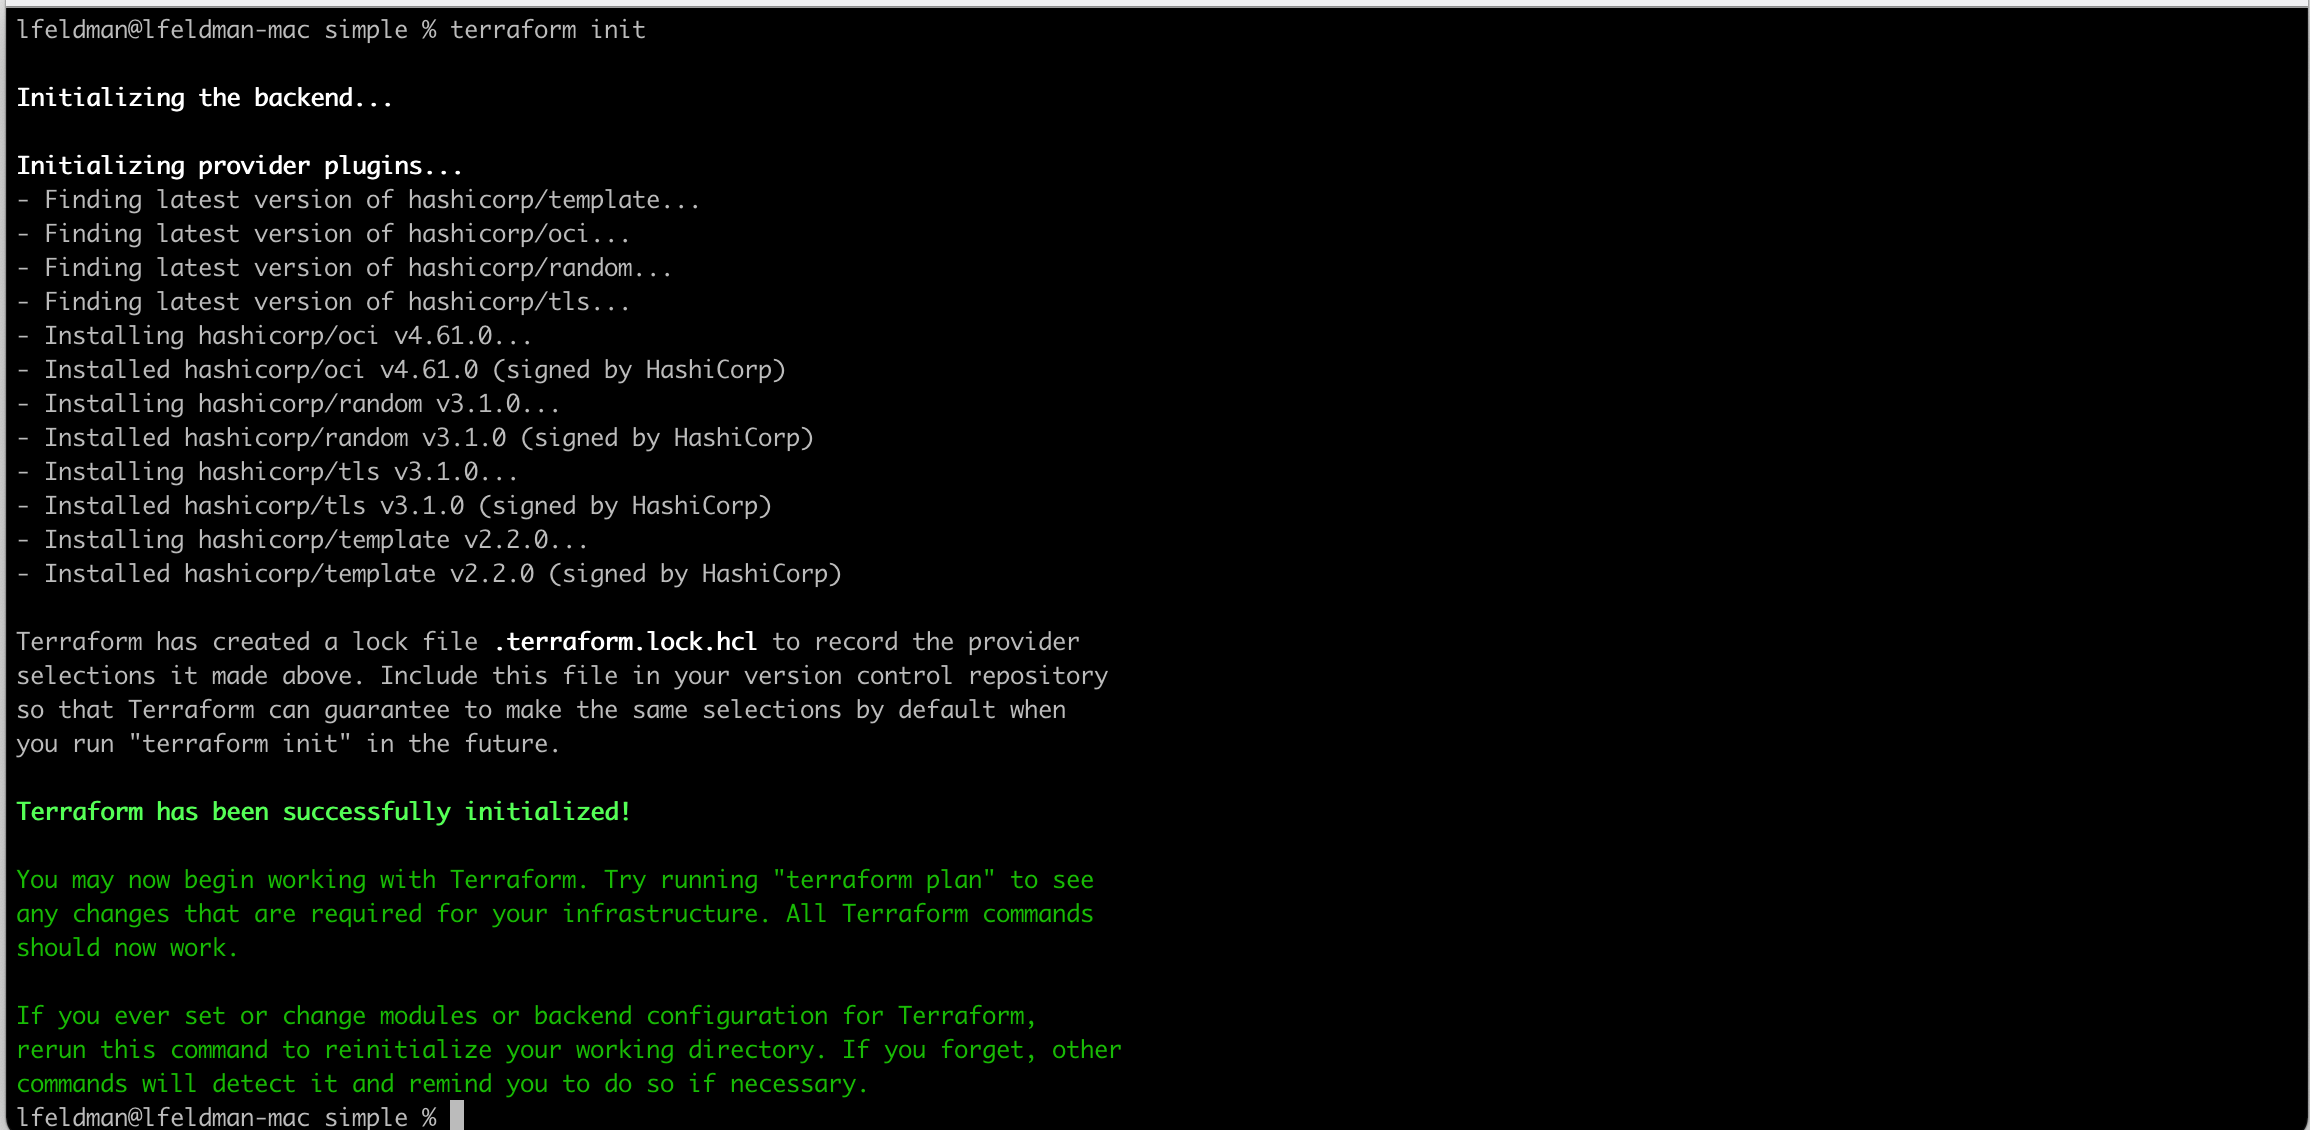 lfeldman@lfeldman-mac simple % terraform init
Initializing the backend...
Initializing provider plugins...
- Finding latest version of hashicorp/template...
- Finding latest version of hashicorp/oci...
- Finding latest version of hashicorp/random...
- Finding latest version of hashicorp/tls...
- Installing hashicorp/oci v4.61.0...
- Installed hashicorp/oci v4.61.0 (signed by HashiCorp)
- Installing hashicorp/random v3.1.0...
- Installed hashicorp/random v3.1.0 (signed by HashiCorp)
- Installing hashicorp/tls v3.1.0...
- Installed hashicorp/tls v3.1.0 (signed by HashiCorp)
- Installing hashicorp/template v2.2.0...
- Installed hashicorp/template v2.2.0 (signed by HashiCorp)
Terraform has created a lock file .terraform.lock.hcl to record the provider
selections it made above. Include this file in your version control repository
so that Terraform can guarantee to make the same selections by default when
you run "terraform init" in the future.
Terraform has been successfully initialized!
You may now begin working with Terraform. Try running "terraform plan" to see
any changes that are required for your infrastructure. All Terraform commands
should now work.
If you ever set or change modules or backend configuration for Terraform,
rerun this command to reinitialize your working directory. If you forget, other
commands will detect it and remind you to do so if necessary.
lfeldman@lfeldman-mac simple %